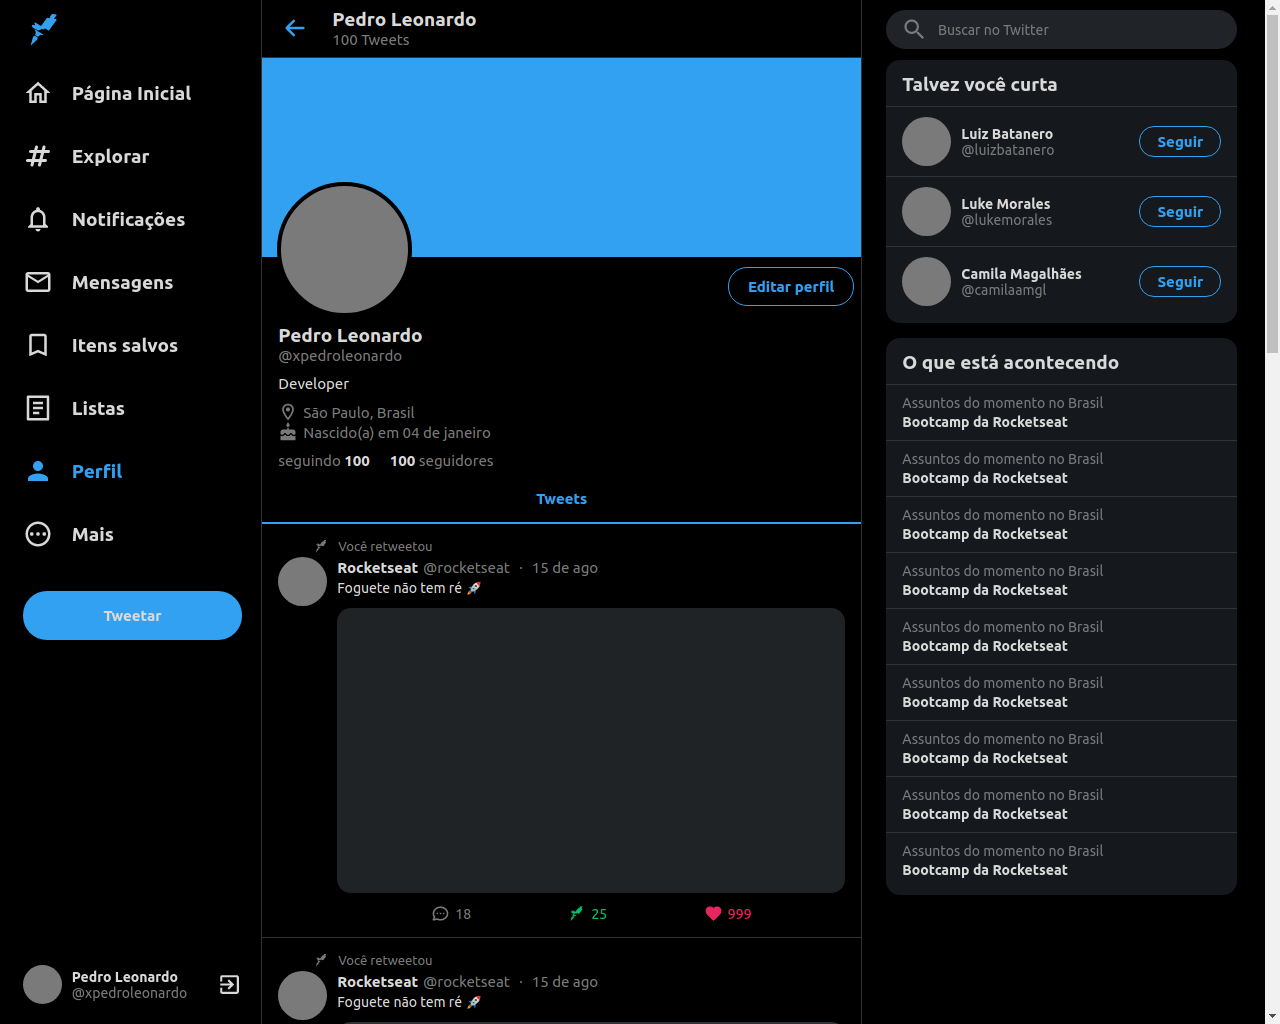 Página Inicial
Explorar
Notificações
Mensagens
Itens salvos
Listas
Perfil
Mais
Tweetar
Pedro Leonardo
@xpedroleonardo
Pedro Leonardo
100 Tweets
Editar perfil
Pedro Leonardo
@xpedroleonardo
Developer
São Paulo, Brasil
Nascido(a) em 04 de janeiro
seguindo 100 100 seguidores
Tweets
Você retweetou
Rocketseat @rocketseat · 15 de ago
Foguete não tem ré 🚀
18 25 999
Você retweetou
Rocketseat @rocketseat · 15 de ago
Foguete não tem ré 🚀
Buscar no Twitter
Talvez você curta
Luiz Batanero
@luizbatanero
Seguir
Luke Morales
@lukemorales
Seguir
Camila Magalhães
@camilaamgl
Seguir
O que está acontecendo
Assuntos do momento no Brasil
Bootcamp da Rocketseat
Assuntos do momento no Brasil
Bootcamp da Rocketseat
Assuntos do momento no Brasil
Bootcamp da Rocketseat
Assuntos do momento no Brasil
Bootcamp da Rocketseat
Assuntos do momento no Brasil
Bootcamp da Rocketseat
Assuntos do momento no Brasil
Bootcamp da Rocketseat
Assuntos do momento no Brasil
Bootcamp da Rocketseat
Assuntos do momento no Brasil
Bootcamp da Rocketseat
Assuntos do momento no Brasil
Bootcamp da Rocketseat